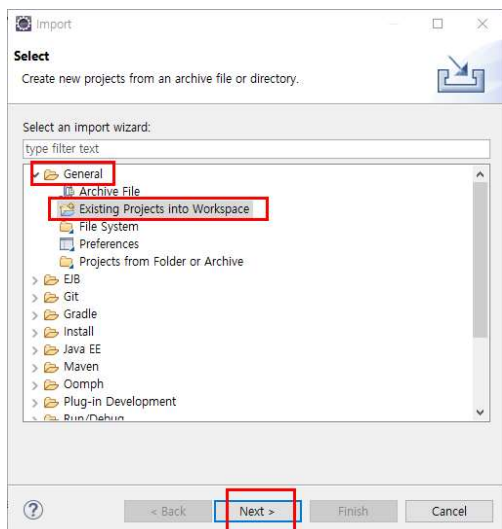 Import
Select
Create new projects from an archive file or directory.
Select an import wizard:
type filter text
General
Archive File
Existing Projects into Workspace
File System
Preferences
Projects from Folder or Archive
EJB
Git
Gradle
Install
Java EE
Maven
Oomph
Plug-in Development
Run/Debug
< Back Next > Finish Cancel